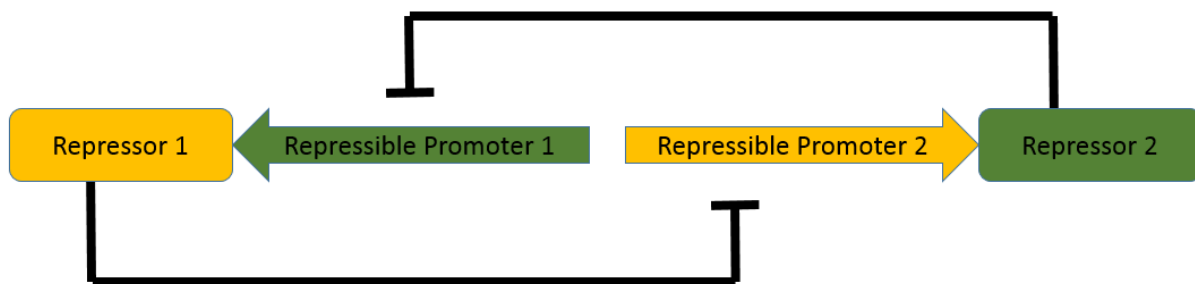 Repressor 1
Repressible Promoter 1
Repressible Promoter 2
Repressor 2